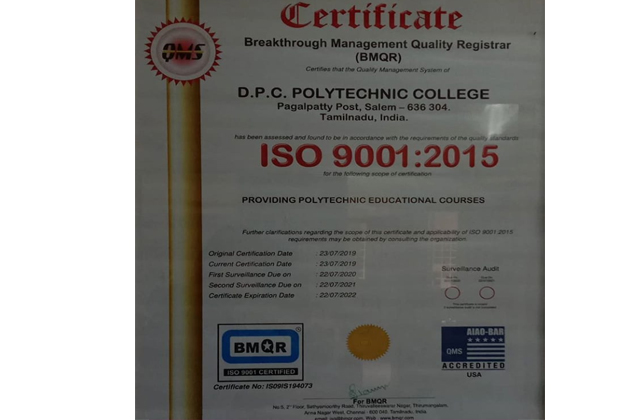 Certificate
QMS
Breakthrough Management Quality Registrar
(BMQR)
Certifies that the Quality Management System of
D.P.C. POLYTECHNIC COLLEGE
Pagalpatty Post, Salem – 636 304.
Tamilnadu, India.
has been assessed and found to be in accordance with the requirements of the quality standards
ISO 9001:2015
for the following scope of certification
PROVIDING POLYTECHNIC EDUCATIONAL COURSES
Further clarifications regarding the scope of this certificate and applicability of ISO 9001:2015
requirements may be obtained by consulting the organisation.
Original Certification Date : 23/07/2019
Current Certification Date : 23/07/2019
First Surveillance Due on : 22/07/2020
Second Surveillance Due on : 22/07/2021
Certificate Expiration Date : 22/07/2022
Surveillance Audit
BMQR
ISO 9001 CERTIFIED
Certificate No:
AIAO-BAR
QMS
ACCREDITED
USA
For BMQR
Chennai